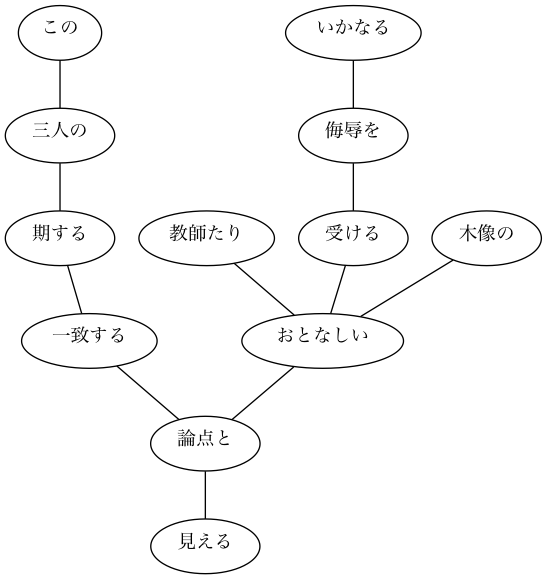 この
いかなる
三人の
侮辱を
期する
教師たり
受ける
木像の
一致する
おとなしい
論点と
見える